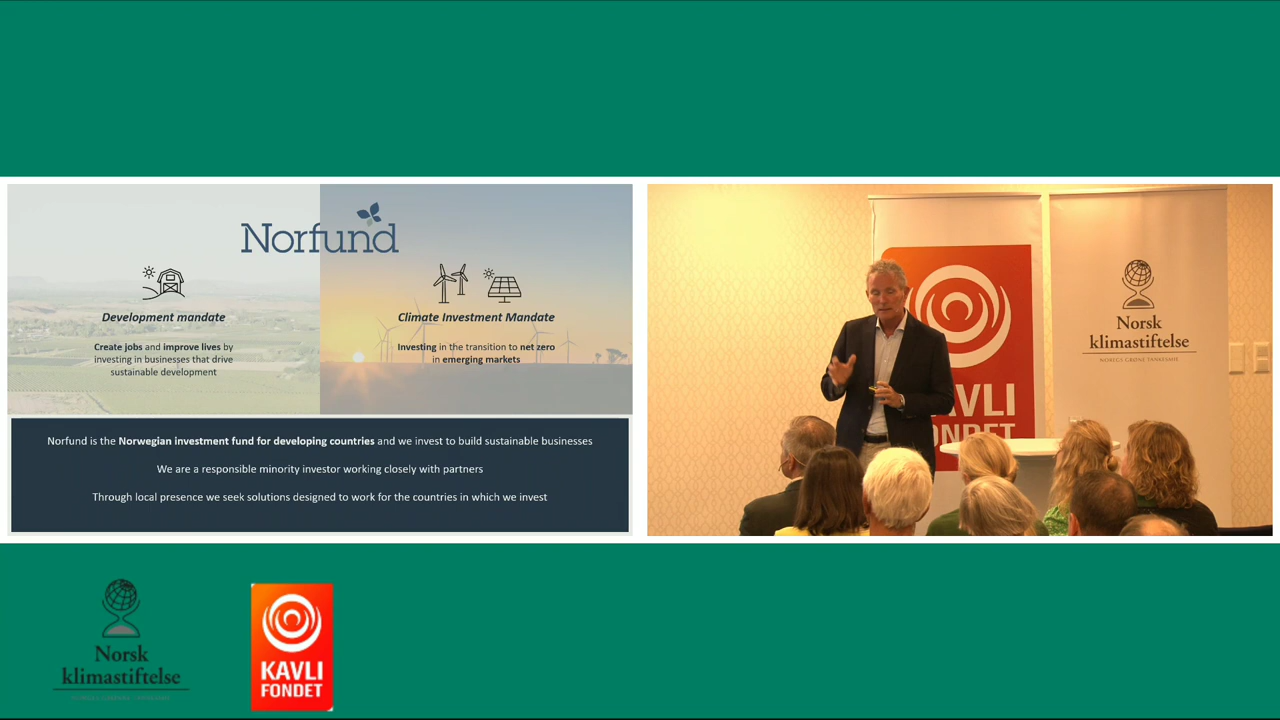 Norfund
Development mandate
Create jobs and improve lives by
investing in businesses that drive
sustainable development
Climate Investment Mandate
Investing in the transition to net zero
in emerging markets
Norfund is the Norwegian investment fund for developing countries and we invest to build sustainable businesses
We are a responsible minority investor working closely with partners
Through local presence we seek solutions designed to work for the countries in which we invest
KAVLI
FONDET
Norsk
klimastiftelse
NORGES GRØNNE TANKESMIE
Norsk
klimastiftelse
KAVLI
FONDET